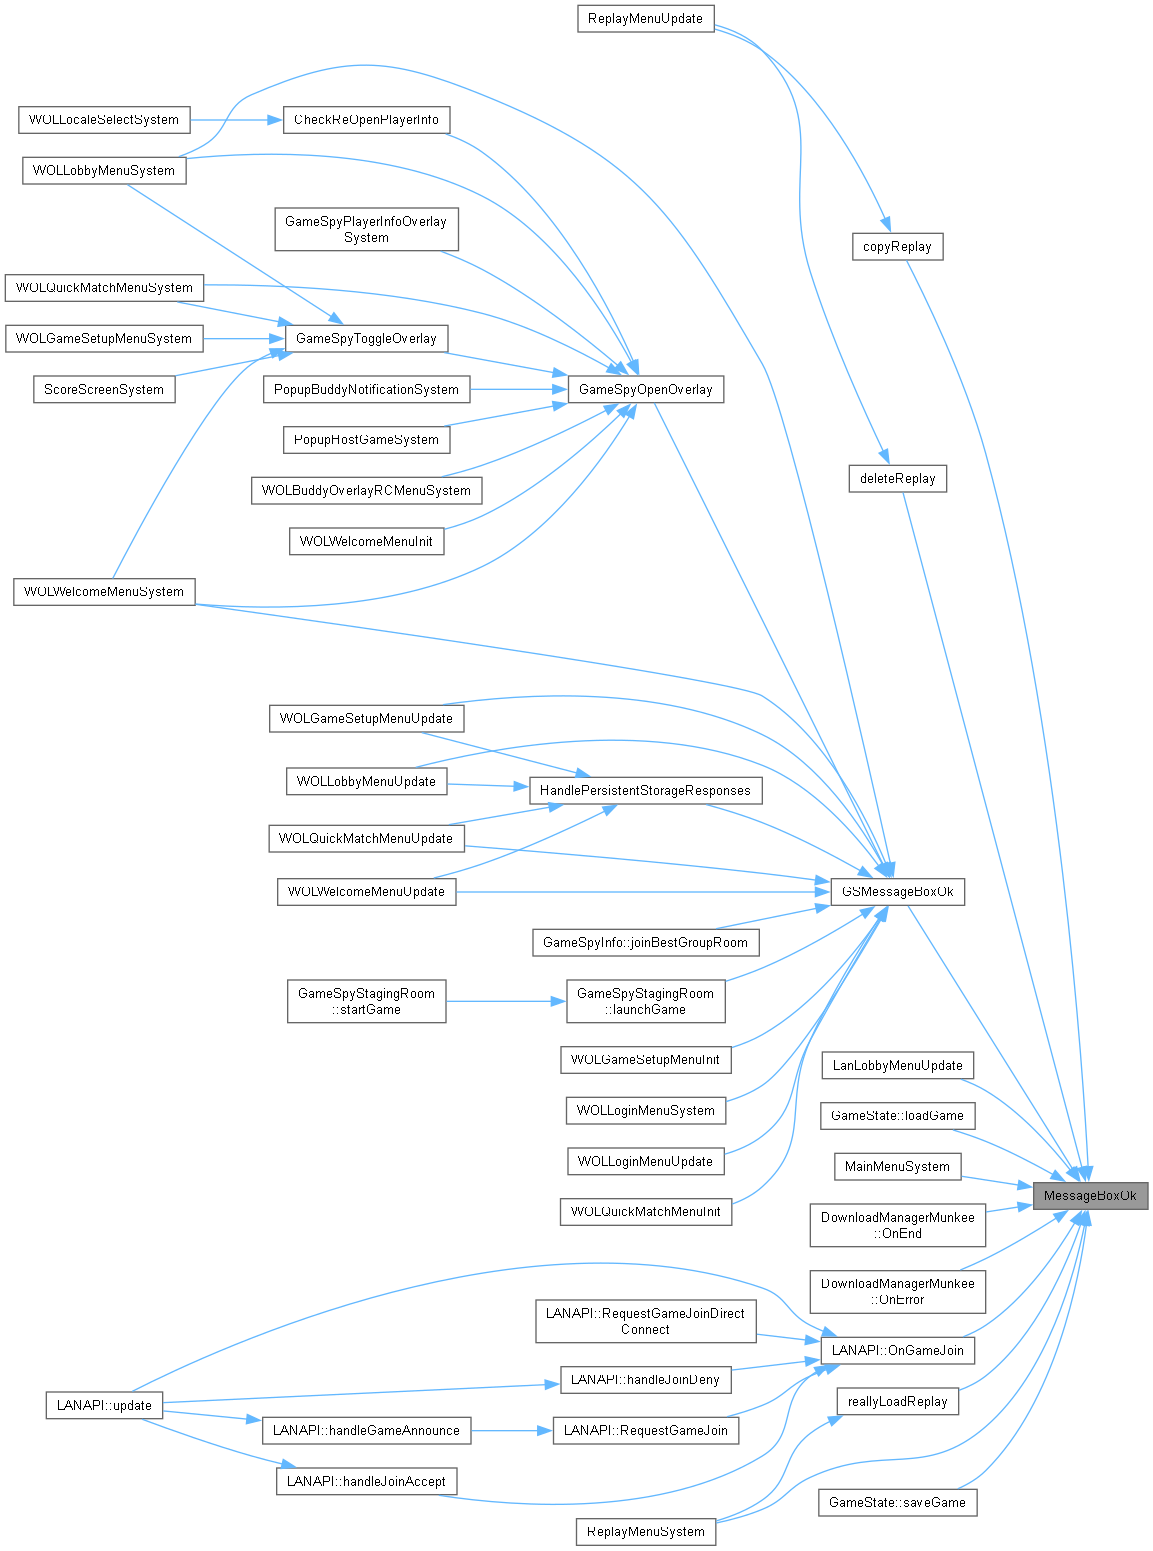 ReplayMenuUpdate
WOLLocaleSelectSystem
CheckReOpenPlayerInfo
WOLLobbyMenuSystem
GameSpyPlayerInfoOverlay
System
copyReplay
WOLQuickMatchMenuSystem
WOLGameSetupMenuSystem
GameSpyToggleOverlay
ScoreScreenSystem
PopupBuddyNotificationSystem
GameSpyOpenOverlay
PopupHostGameSystem
deleteReplay
WOLBuddyOverlayRCMenuSystem
WOLWelcomeMenuInit
WOLWelcomeMenuSystem
WOLGameSetupMenuUpdate
WOLLobbyMenuUpdate
HandlePersistentStorageResponses
WOLQuickMatchMenuUpdate
WOLWelcomeMenuUpdate
GSMessageBoxOk
GameSpyInfo::joinBestGroupRoom
GameSpyStagingRoom
::startGame
GameSpyStagingRoom
::launchGame
WOLGameSetupMenuInit
LanLobbyMenuUpdate
WOLLoginMenuSystem
GameState::loadGame
WOLLoginMenuUpdate
MainMenuSystem
MessageBoxOk
WOLQuickMatchMenuInit
DownloadManagerMunkee
::OnEnd
DownloadManagerMunkee
::OnError
LANAPI::RequestGameJoinDirect
Connect
LANAPI::OnGameJoin
LANAPI::handleJoinDeny
LANAPI::update
reallyLoadReplay
LANAPI::handleGameAnnounce
LANAPI::RequestGameJoin
LANAPI::handleJoinAccept
GameState::saveGame
ReplayMenuSystem